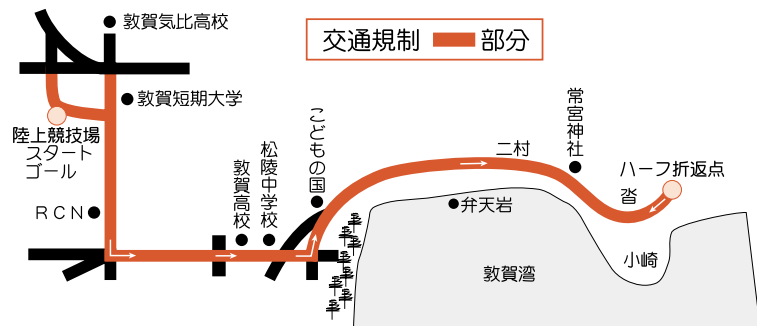 敦賀気比高校
交通規制 部分
敦賀短期大学
陸上競技場
スタート
ゴール
こどもの国
松陵中学校
敦賀高校
RCN
常宮神社
二村
ハーフ折返点
沓
弁天岩
小崎
敦賀湾